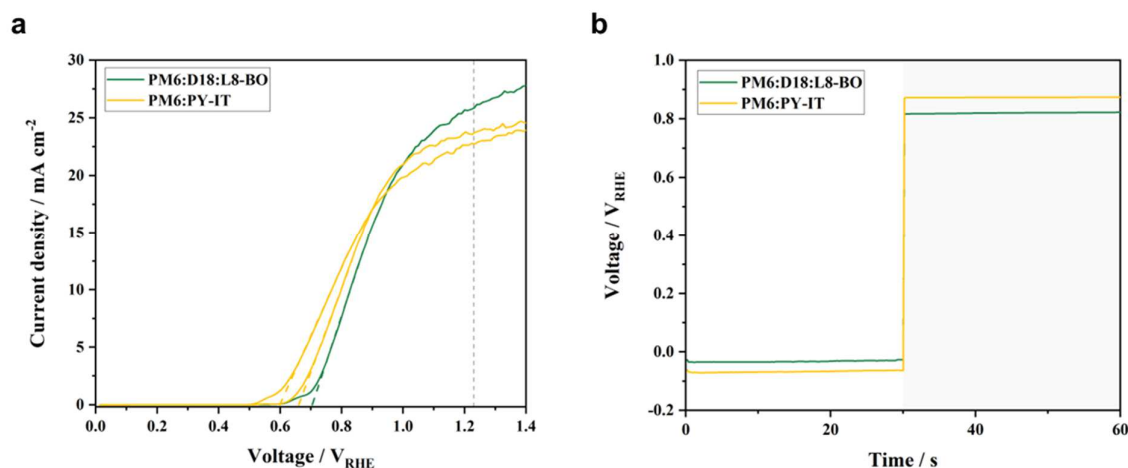 a
30
25
20
15
10
5
0
Current density / mA cm⁻²
PM6:D18:L8-BO
PM6:PY-IT
0.0 0.2 0.4 0.6 0.8 1.0 1.2 1.4
Voltage / V_RHE
b
1.0
0.8
0.6
0.4
0.2
0.0
-0.2
Voltage / V_RHE
PM6:D18:L8-BO
PM6:PY-IT
0 20 40 60
Time / s